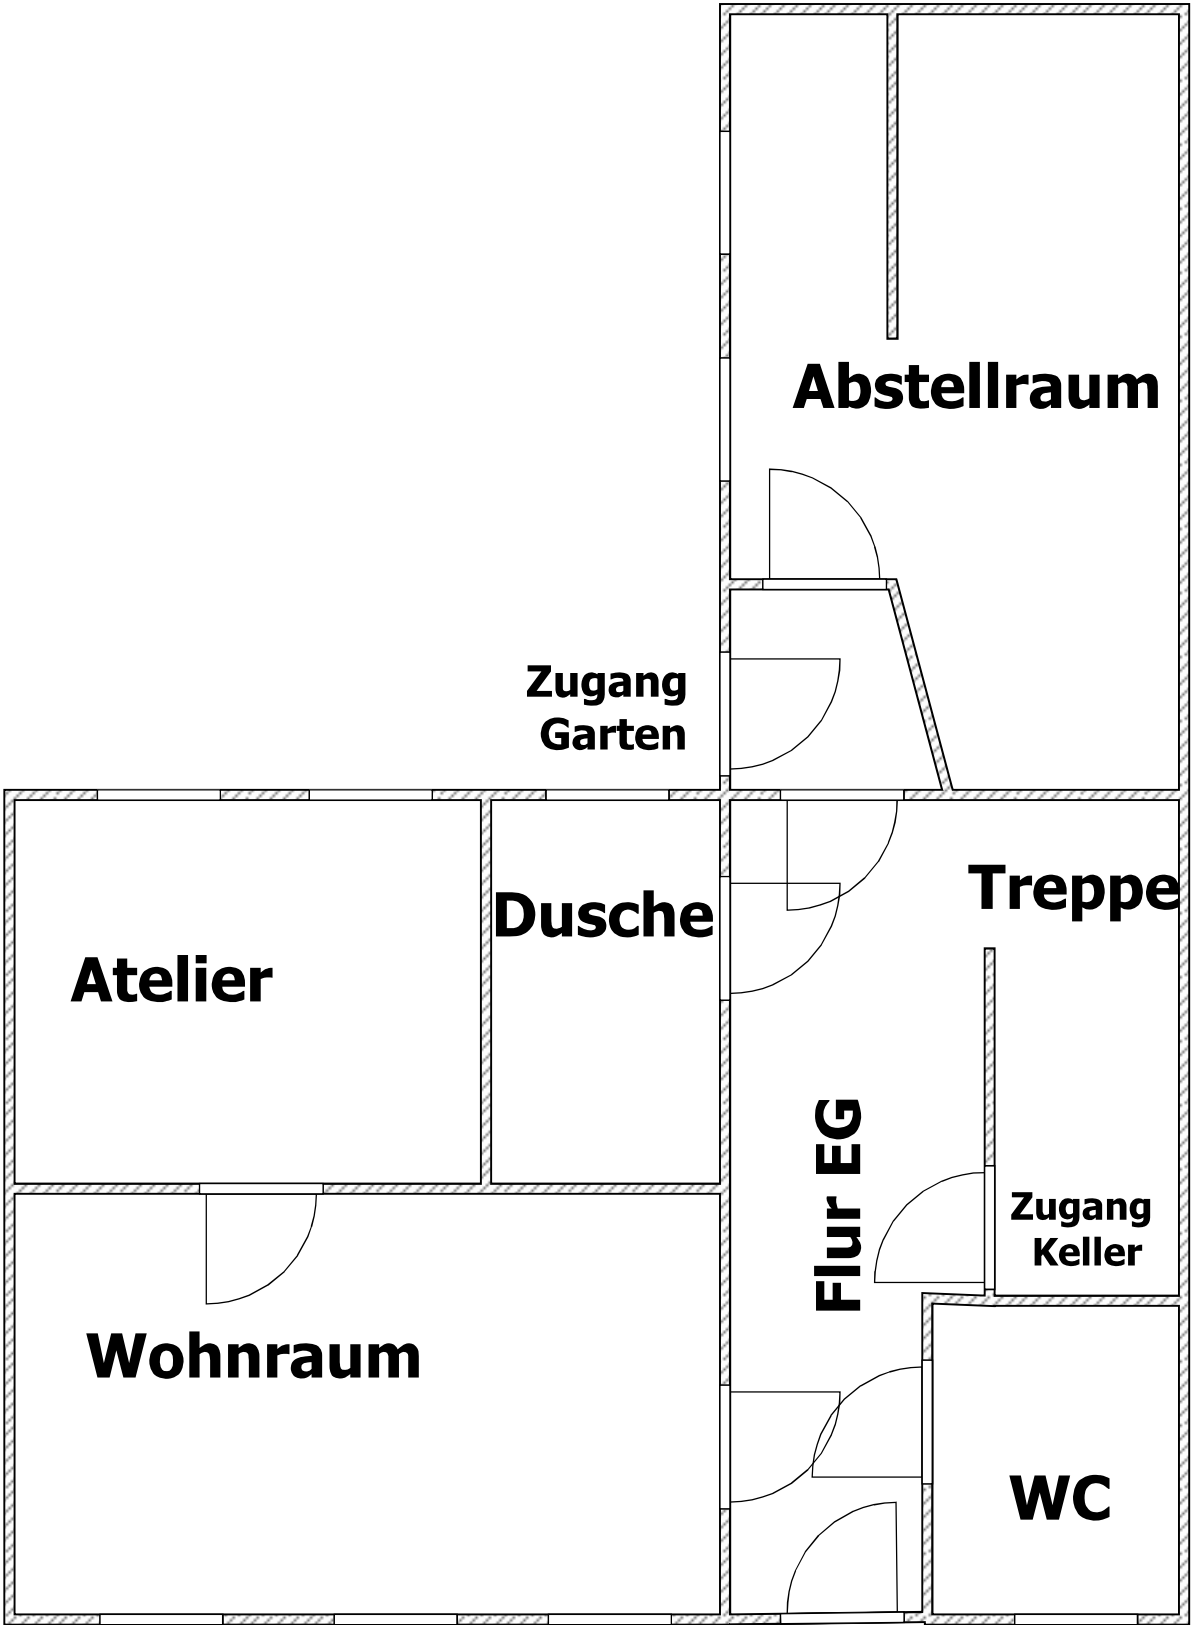 Abstellraum
Zugang
Garten
Treppe
Dusche
Atelier
Flur EG
Zugang
Keller
Wohnraum
WC